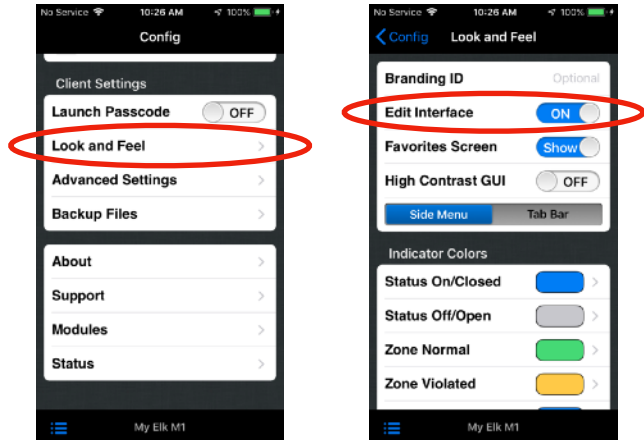 No Service 10:26 AM 100%
Config
Client Settings
Launch Passcode OFF
Look and Feel
Advanced Settings
Backup Files
About
Support
Modules
Status
My Elk M1
No Service 10:26 AM 100%
Config Look and Feel
Branding ID Optional
Edit Interface ON
Favorites Screen Show
High Contrast GUI OFF
Side Menu Tab Bar
Indicator Colors
Status On/Closed
Status Off/Open
Zone Normal
Zone Violated
My Elk M1